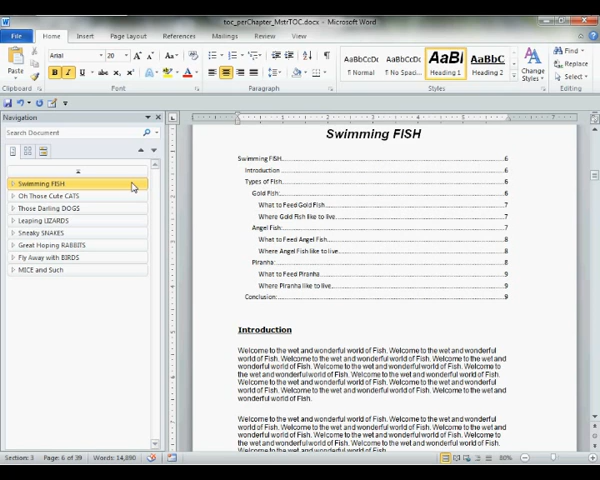 toc_perChapter_MstrTOC.docx - Microsoft Word
File Home Insert Page Layout References Mailings Review View
Arial 20 Aa
Paste
B I U abc
AaBbCcDc AaBbCcDc AaBl AaBbC
¶ Normal ¶ No Spaci... Heading 1 Heading 2
Change Styles
Find
Replace
Select
Clipboard Font Paragraph Styles Editing
Navigation
Search Document
Swimming FISH
Oh Those Cute CATS
Those Darling DOGS
Leaping LIZARDS
Sneaky SNAKES
Great Hoping RABBITS
Fly Away with BIRDS
MICE and Such
Swimming FISH
Swimming FISH 6
Introduction 6
Types of Fish 6
Gold Fish: 6
What to Feed Gold Fish 7
Where Gold Fish like to live 7
Angel Fish: 7
What to Feed Angel Fish 8
Where Angel Fish like to live 8
Piranha: 8
What to Feed Piranha 9
Where Piranha like to live 9
Conclusion: 9
Introduction
Welcome to the wet and wonderful world of Fish. Welcome to the wet and wonderful
world of Fish. Welcome to the wet and wonderful world of Fish. Welcome to the wet and
wonderful world of Fish. Welcome to the wet and wonderful world of Fish. Welcome to
the wet and wonderful world of Fish. Welcome to the wet and wonderful world of Fish.
Welcome to the wet and wonderful world of Fish. Welcome to the wet and wonderful
world of Fish. Welcome to the wet and wonderful world of Fish. Welcome to the wet and
wonderful world of Fish.
Welcome to the wet and wonderful world of Fish. Welcome to the wet and wonderful
world of Fish. Welcome to the wet and wonderful world of Fish. Welcome to the wet and
wonderful world of Fish. Welcome to the wet and wonderful world of Fish. Welcome to
the wet and wonderful world of Fish. Welcome to the wet and wonderful world of Fish.
Section: 3 Page: 6 of 39 Words: 14,890 80%